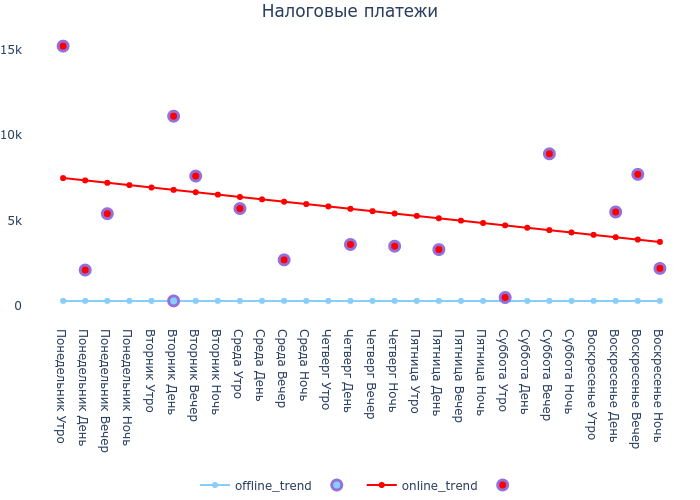 Налоговые платежи
15k
10k
5k
0
Понедельник Утро
Понедельник День
Понедельник Вечер
Понедельник Ночь
Вторник Утро
Вторник День
Вторник Вечер
Вторник Ночь
Среда Утро
Среда День
Среда Вечер
Среда Ночь
Четверг Утро
Четверг День
Четверг Вечер
Четверг Ночь
Пятница Утро
Пятница День
Пятница Вечер
Пятница Ночь
Суббота Утро
Суббота День
Суббота Вечер
Суббота Ночь
Воскресенье Утро
Воскресенье День
Воскресенье Вечер
Воскресенье Ночь
offline_trend online_trend